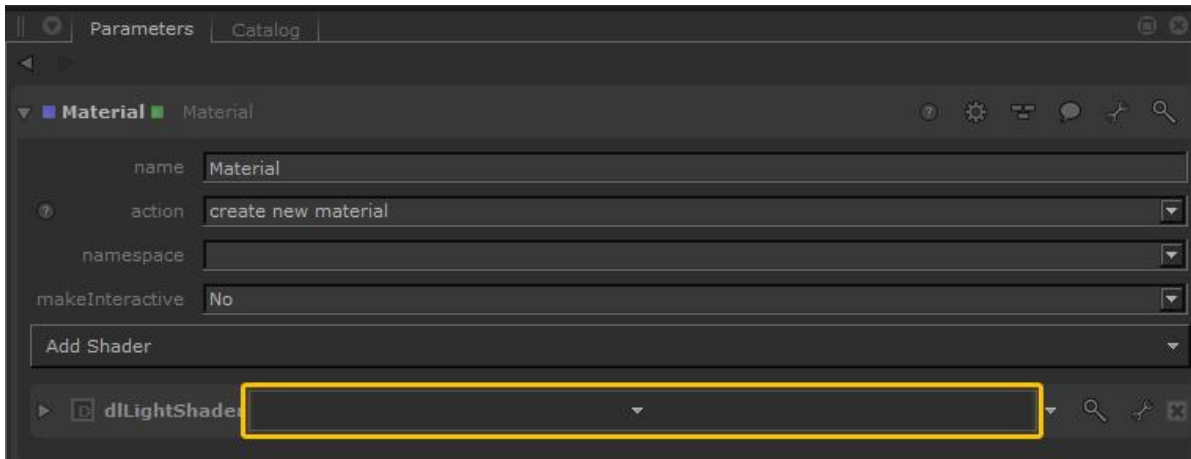 Parameters Catalog
Material Material
name Material
action create new material
namespace
makeInteractive No
Add Shader
D dlLightShader